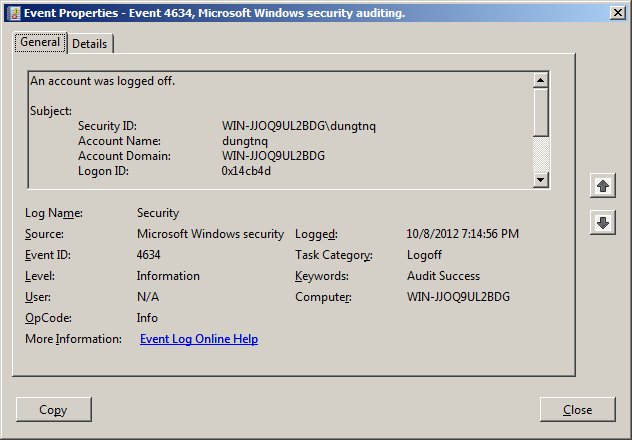 Event Properties - Event 4634, Microsoft Windows security auditing.
General Details
An account was logged off.
Subject:
Security ID: WIN-JJOQ9UL2BDG\dungtnq
Account Name: dungtnq
Account Domain: WIN-JJOQ9UL2BDG
Logon ID: 0x14cb4d
Log Name: Security
Source: Microsoft Windows security Logged: 10/8/2012 7:14:56 PM
Event ID: 4634 Task Category: Logoff
Level: Information Keywords: Audit Success
User: N/A Computer: WIN-JJOQ9UL2BDG
OpCode: Info
More Information: Event Log Online Help
Copy Close